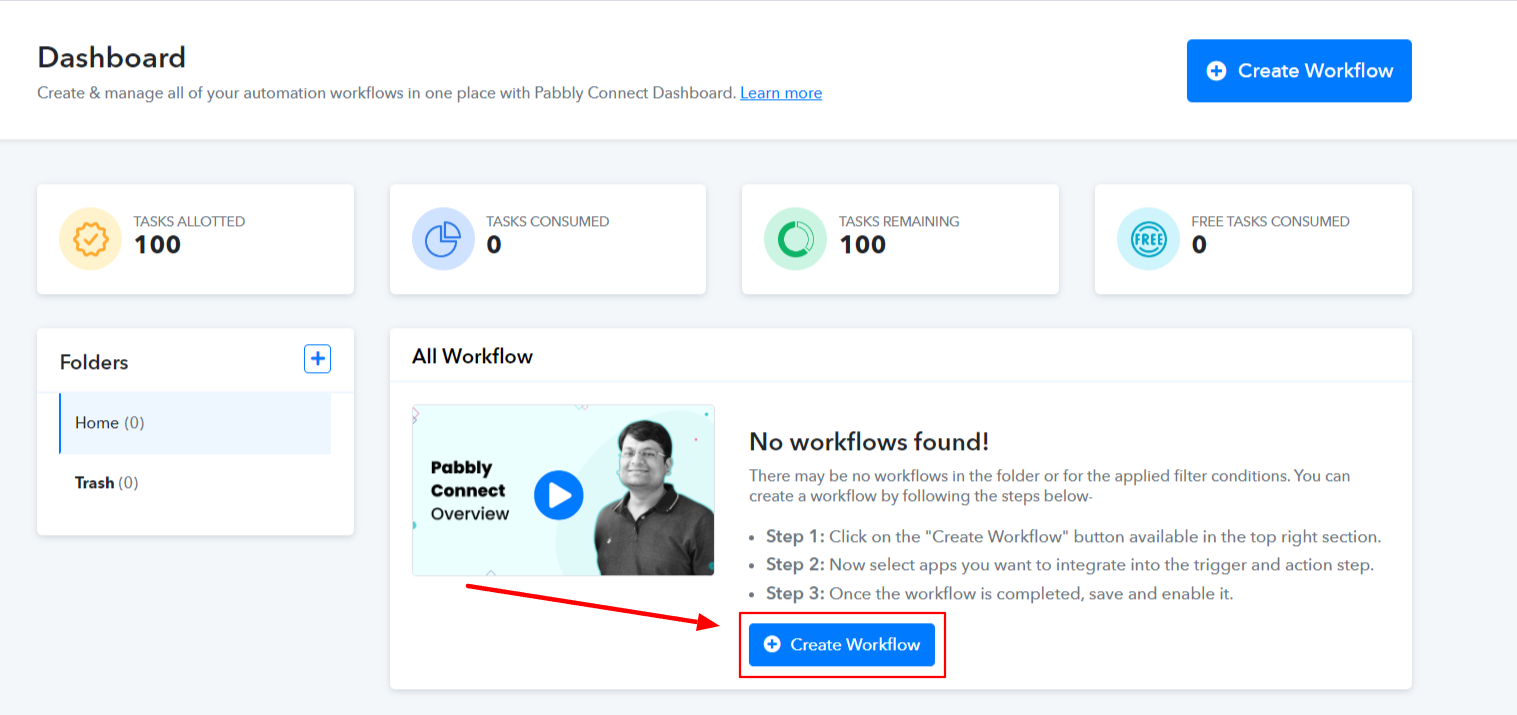 Dashboard
Create & manage all of your automation workflows in one place with Pabbly Connect Dashboard. Learn more
Create Workflow
TASKS ALLOTTED
100
TASKS CONSUMED
0
TASKS REMAINING
100
FREE
FREE TASKS CONSUMED
0
Folders
Home (0)
Trash (0)
All Workflow
Pabbly
Connect
Overview
No workflows found!
There may be no workflows in the folder or for the applied filter conditions. You can
create a workflow by following the steps below-
• Step 1: Click on the "Create Workflow" button available in the top right section.
• Step 2: Now select apps you want to integrate into the trigger and action step.
• Step 3: Once the workflow is completed, save and enable it.
Create Workflow